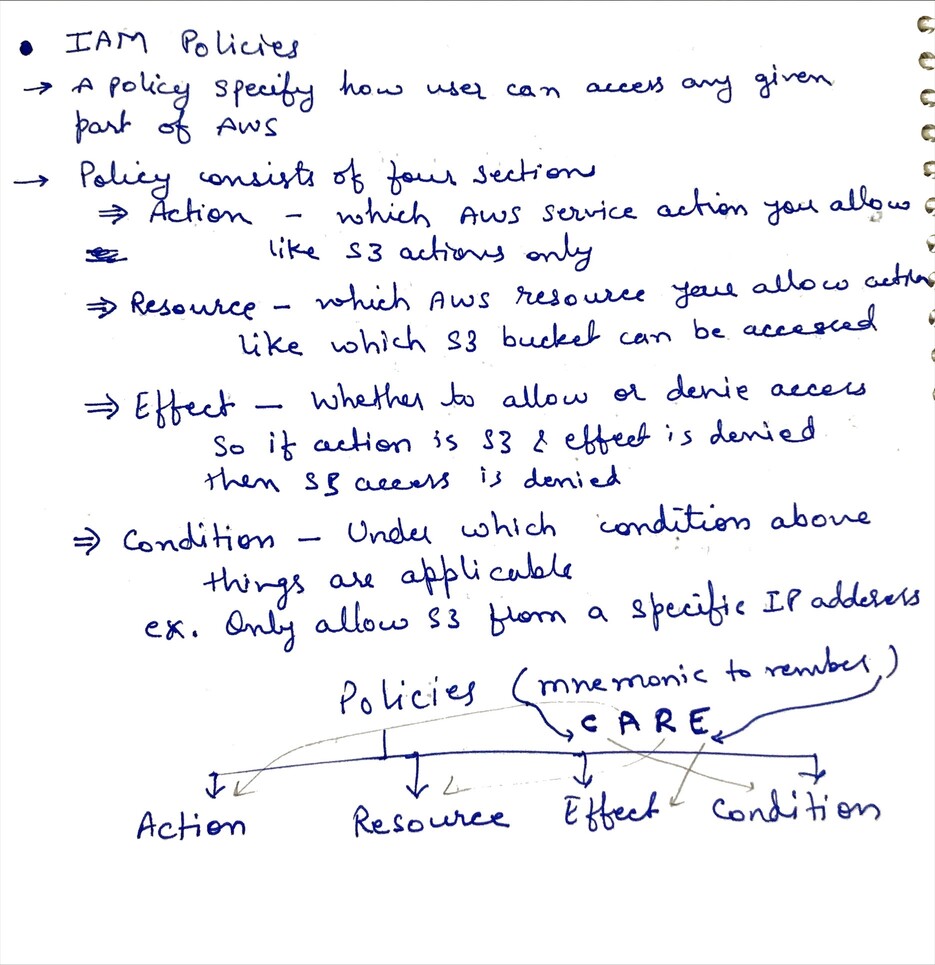 • IAM Policies
→ A policy specify how user can access any given
part of AWS
→ Policy consists of four section
⇒ Action - which AWS service action you allow
like S3 actions only
⇒ Resource - which AWS resource you allow action
like which S3 bucket can be accesced
⇒ Effect - Whether to allow or denie access
So if action is S3 & effect is denied
then S3 access is denied
⇒ Condition - Under which condition above
things are applicable
ex. Only allow S3 from a specific IP address
Policies (mnemonic to rember)
C A R E
Action Resource Effect Condition